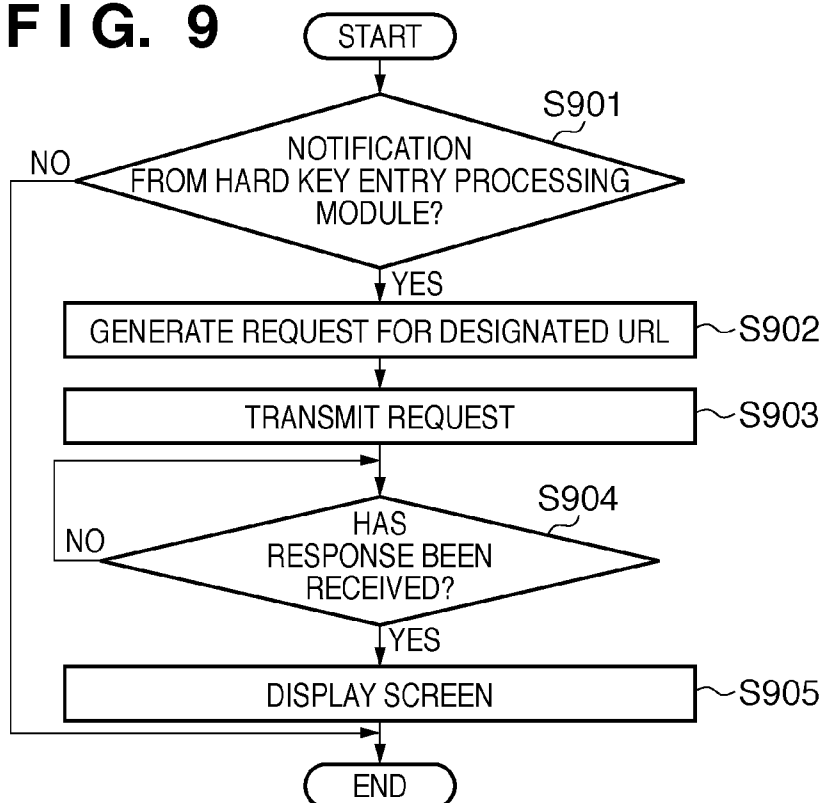 FIG. 9
START
S901
NO
NOTIFICATION
FROM HARD KEY ENTRY PROCESSING
MODULE?
YES
GENERATE REQUEST FOR DESIGNATED URL
S902
TRANSMIT REQUEST
S903
S904
NO
HAS
RESPONSE BEEN
RECEIVED?
YES
DISPLAY SCREEN
S905
END